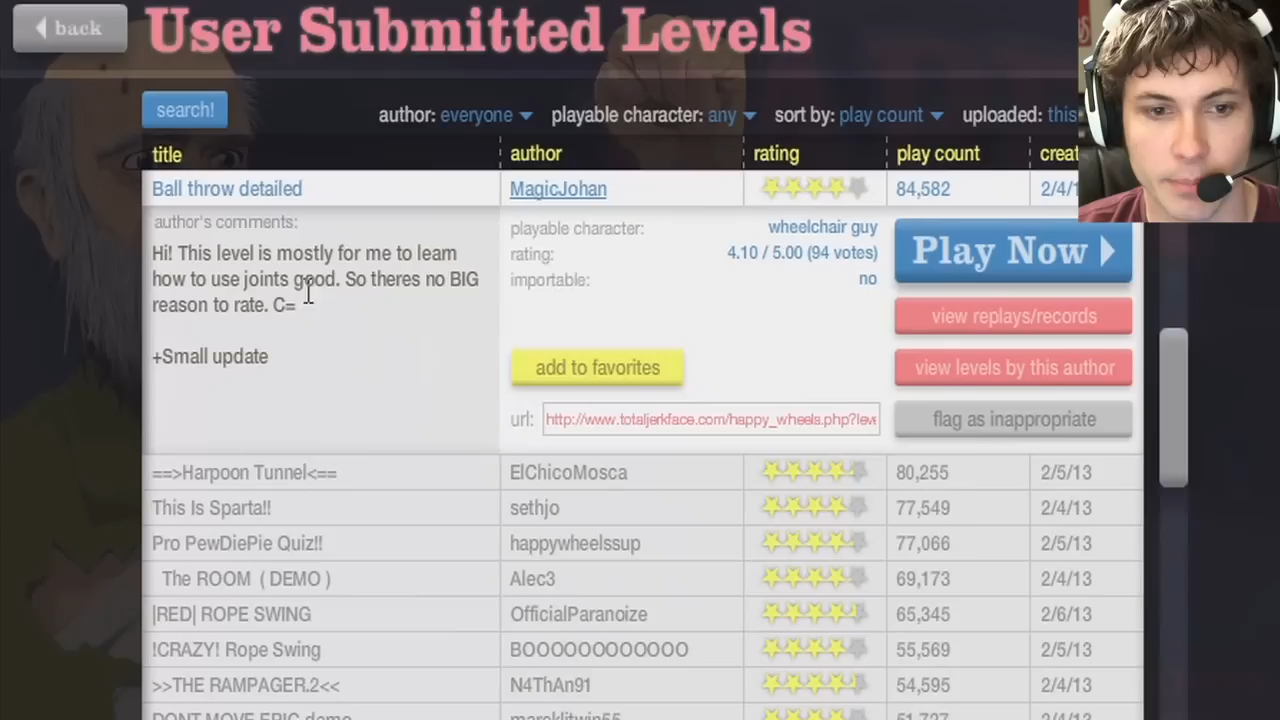 back
User Submitted Levels
search!
author: everyone
playable character: any
sort by: play count
uploaded: this
title
author
rating
play count
Ball throw detailed
MagicJohan
84,582
author's comments:
Hi! This level is mostly for me to learn
how to use joints good. So theres no BIG
reason to rate. C=
+Small update
playable character: wheelchair guy
rating: 4.10 / 5.00 (94 votes)
importable: no
add to favorites
url: http://www.totaljerkface.com/happy_wheels.php?
Play Now
view replays/records
view levels by this author
flag as inappropriate
==>Harpoon Tunnel<== ElChicoMosca 80,255 2/5/13
This Is Sparta!! sethjo 77,549 2/5/13
Pro PewDiePie Quiz!! happywheelssup 77,066 2/5/13
The ROOM ( DEMO ) Alec3 69,173 2/4/13
|RED| ROPE SWING OfficialParanoize 65,345 2/6/13
!CRAZY! Rope Swing BOOOOOOOOOOOO 55,569 2/5/13
>>THE RAMPAGER.2<< N4ThAn91 54,595 2/4/13
DONT MOVE EPIC demo